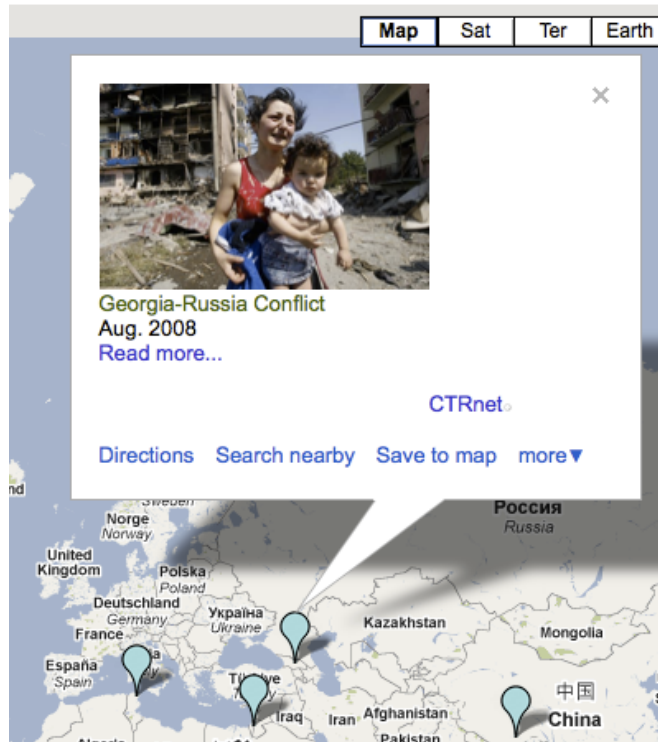 Map Sat Ter Earth
Georgia-Russia Conflict
Aug. 2008
Read more...
CTRnet
Directions Search nearby Save to map more▼
Norge
Norway
Россия
Russia
United
Kingdom
Polska
Poland
Deutschland
Germany
Україна
Ukraine
Kazakhstan
France
Mongolia
España
Spain
中国
China
Iraq
Iran
Afghanistan
Pakistan